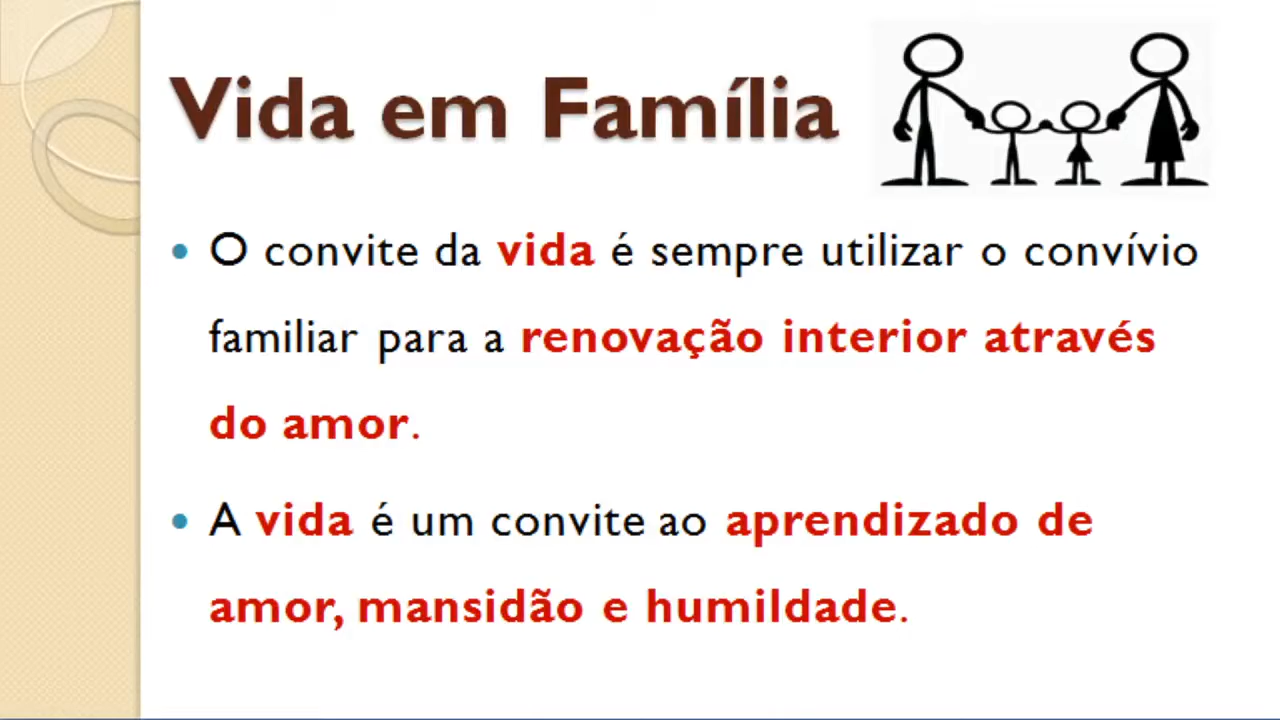 Vida em Família
• O convite da vida é sempre utilizar o convívio
familiar para a renovação interior através
do amor.
• A vida é um convite ao aprendizado de
amor, mansidão e humildade.